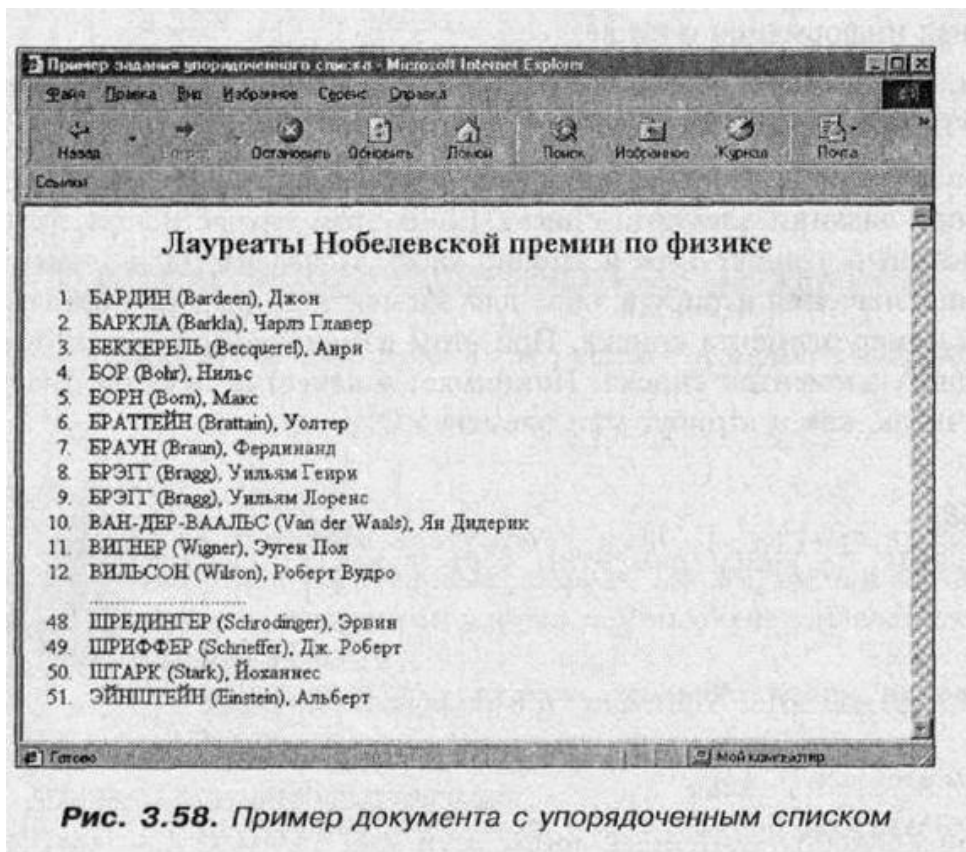 Пример задания упорядоченного списка - Microsoft Internet Explorer
Файл Правка Вид Избранное Сервис Справка
Назад Вперед Остановить Обновить Домой Поиск Избранное Журнал Почта »
Ссылки
Лауреаты Нобелевской премии по физике
1. БАРДИН (Bardeen), Джон
2. БАРКЛА (Barkla), Чарлз Гловер
3. БЕККЕРЕЛЬ (Becquerel), Анри
4. БОР (Bohr), Нильс
5. БОРН (Born), Макс
6. БРАТТЕЙН (Brattain), Уолтер
7. БРАУН (Braun), Фердинанд
8. БРЭГГ (Bragg), Уильям Генри
9. БРЭГГ (Bragg), Уильям Лоренс
10. ВАН-ДЕР-ВААЛЬС (Van der Waals), Ян Дидерик
11. ВИГНЕР (Wigner), Эуген Пол
12. ВИЛЬСОН (Wilson), Роберт Вудро
48. ШРЕДИНГЕР (Schrodinger), Эрвин
49. ШРИФФЕР (Schrieffer), Дж. Роберт
50. ШТАРК (Stark), Йоханнес
51. ЭЙНШТЕЙН (Einstein), Альберт
Готово Мой компьютер
Рис. 3.58. Пример документа с упорядоченным списком